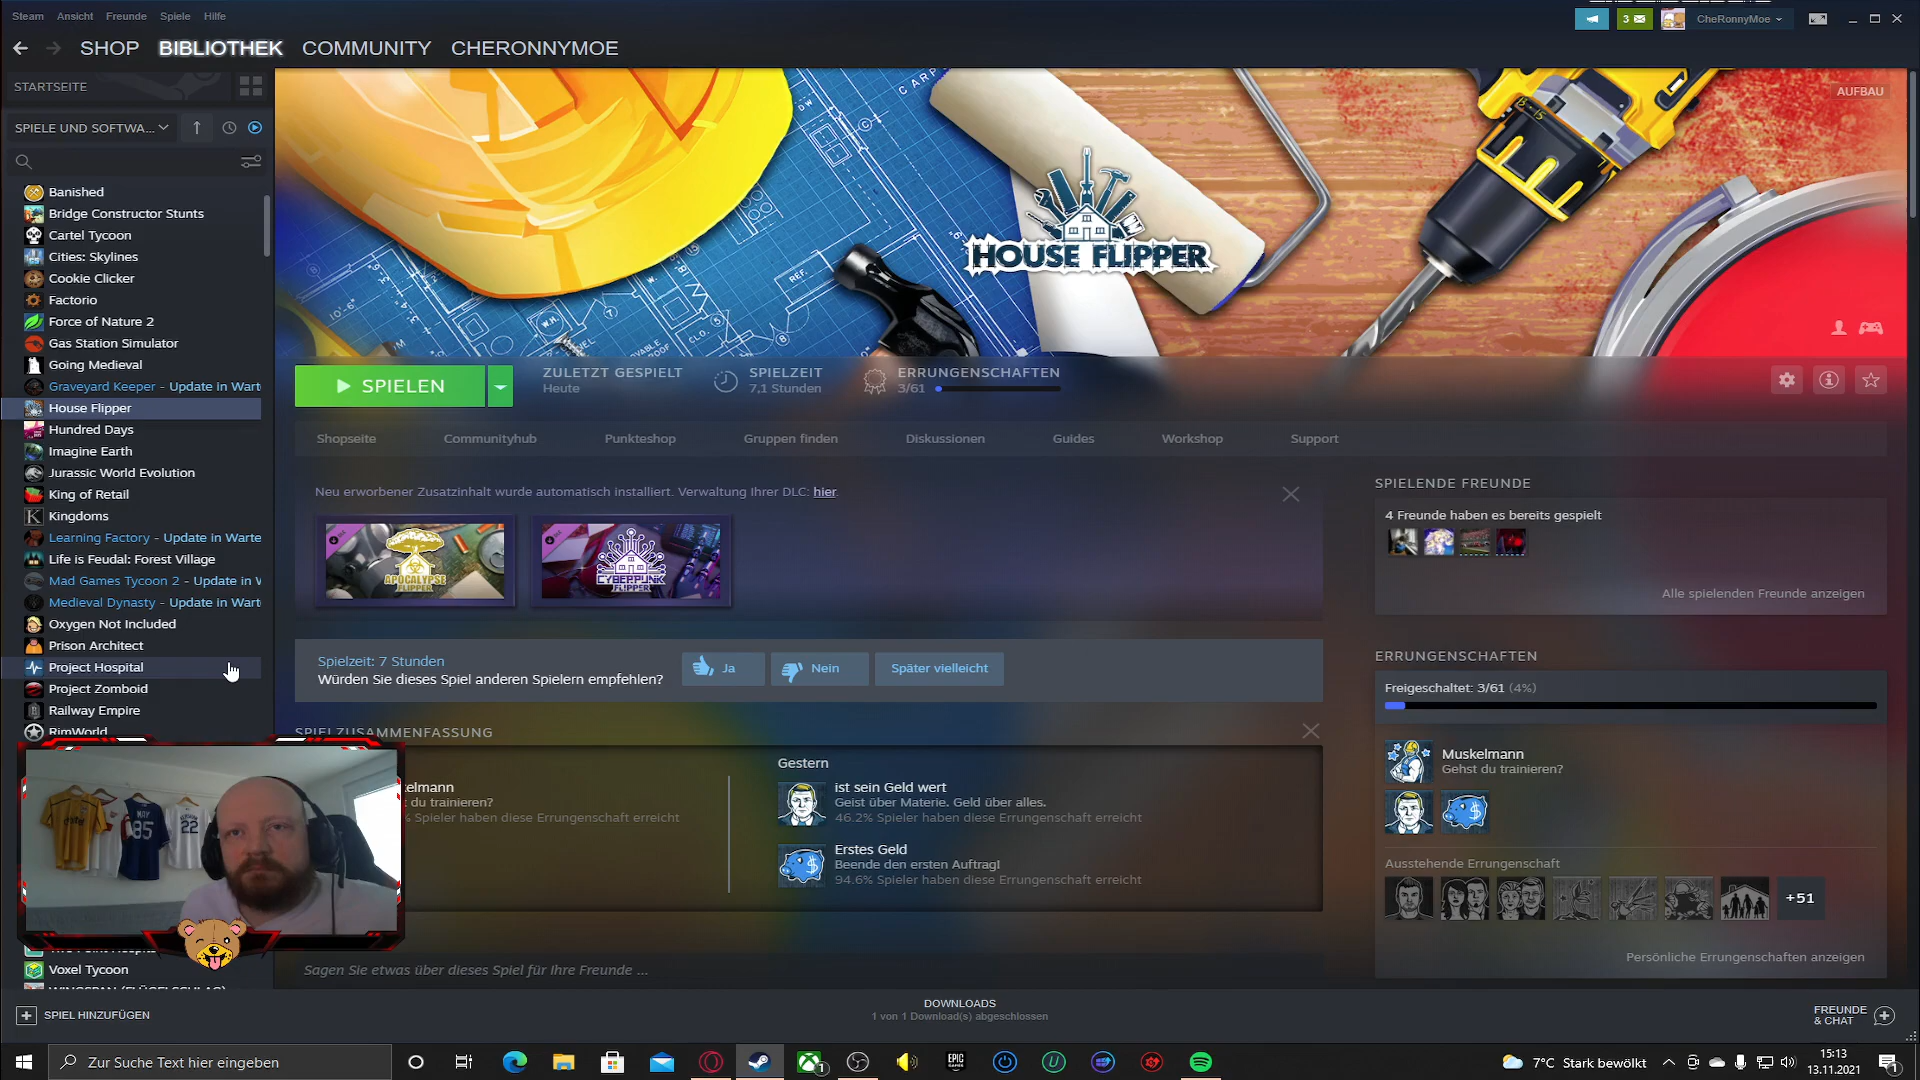 Steam Ansicht Freunde Spiele Hilfe
3
CheRonnyMoe
SHOP BIBLIOTHEK COMMUNITY CHERONNYMOE
STARTSEITE
AUFBAU
SPIELE UND SOFTWA...
Banished
Bridge Constructor Stunts
Cartel Tycoon
Cities: Skylines
Cookie Clicker
Factorio
Force of Nature 2
Gas Station Simulator
Going Medieval
Graveyard Keeper - Update in Wart
House Flipper
Hundred Days
Imagine Earth
Jurassic World Evolution
King of Retail
Kingdoms
Learning Factory - Update in Warte
Life is Feudal: Forest Village
Mad Games Tycoon 2 - Update in W
Medieval Dynasty - Update in Wart
Oxygen Not Included
Prison Architect
Project Hospital
Project Zomboid
Railway Empire
RimWorld
Voxel Tycoon
HOUSE FLIPPER
SPIELEN
ZULETZT GESPIELT
Heute
SPIELZEIT
7,1 Stunden
ERRUNGENSCHAFTEN
3/61
Shopseite Communityhub Punkteshop Gruppen finden Diskussionen Guides Workshop Support
Neu erworbener Zusatzinhalt wurde automatisch installiert. Verwaltung Ihrer DLC: hier.
APOCALYPSE
FLIPPER
CYBERPUNK
FLIPPER
Spielzeit: 7 Stunden
Würden Sie dieses Spiel anderen Spielern empfehlen?
Ja
Nein
Später vielleicht
SPIELZUSAMMENFASSUNG
elmann
du trainieren?
% Spieler haben diese Errungenschaft erreicht
Gestern
ist sein Geld wert
Geist über Materie. Geld über alles.
46.2% Spieler haben diese Errungenschaft erreicht
Erstes Geld
Beende den ersten Auftrag!
94.6% Spieler haben diese Errungenschaft erreicht
Sagen Sie etwas über dieses Spiel für Ihre Freunde ...
SPIELENDE FREUNDE
4 Freunde haben es bereits gespielt
Alle spielenden Freunde anzeigen
ERRUNGENSCHAFTEN
Freigeschaltet: 3/61 (4%)
Muskelmann
Gehst du trainieren?
Ausstehende Errungenschaft
+51
Persönliche Errungenschaften anzeigen
MAY
85
22
SPIEL HINZUFÜGEN
DOWNLOADS
1 von 1 Download(s) abgeschlossen
FREUNDE
& CHAT
Zur Suche Text hier eingeben
EPIC
GAMES
7°C Stark bewölkt
15:13
13.11.2021